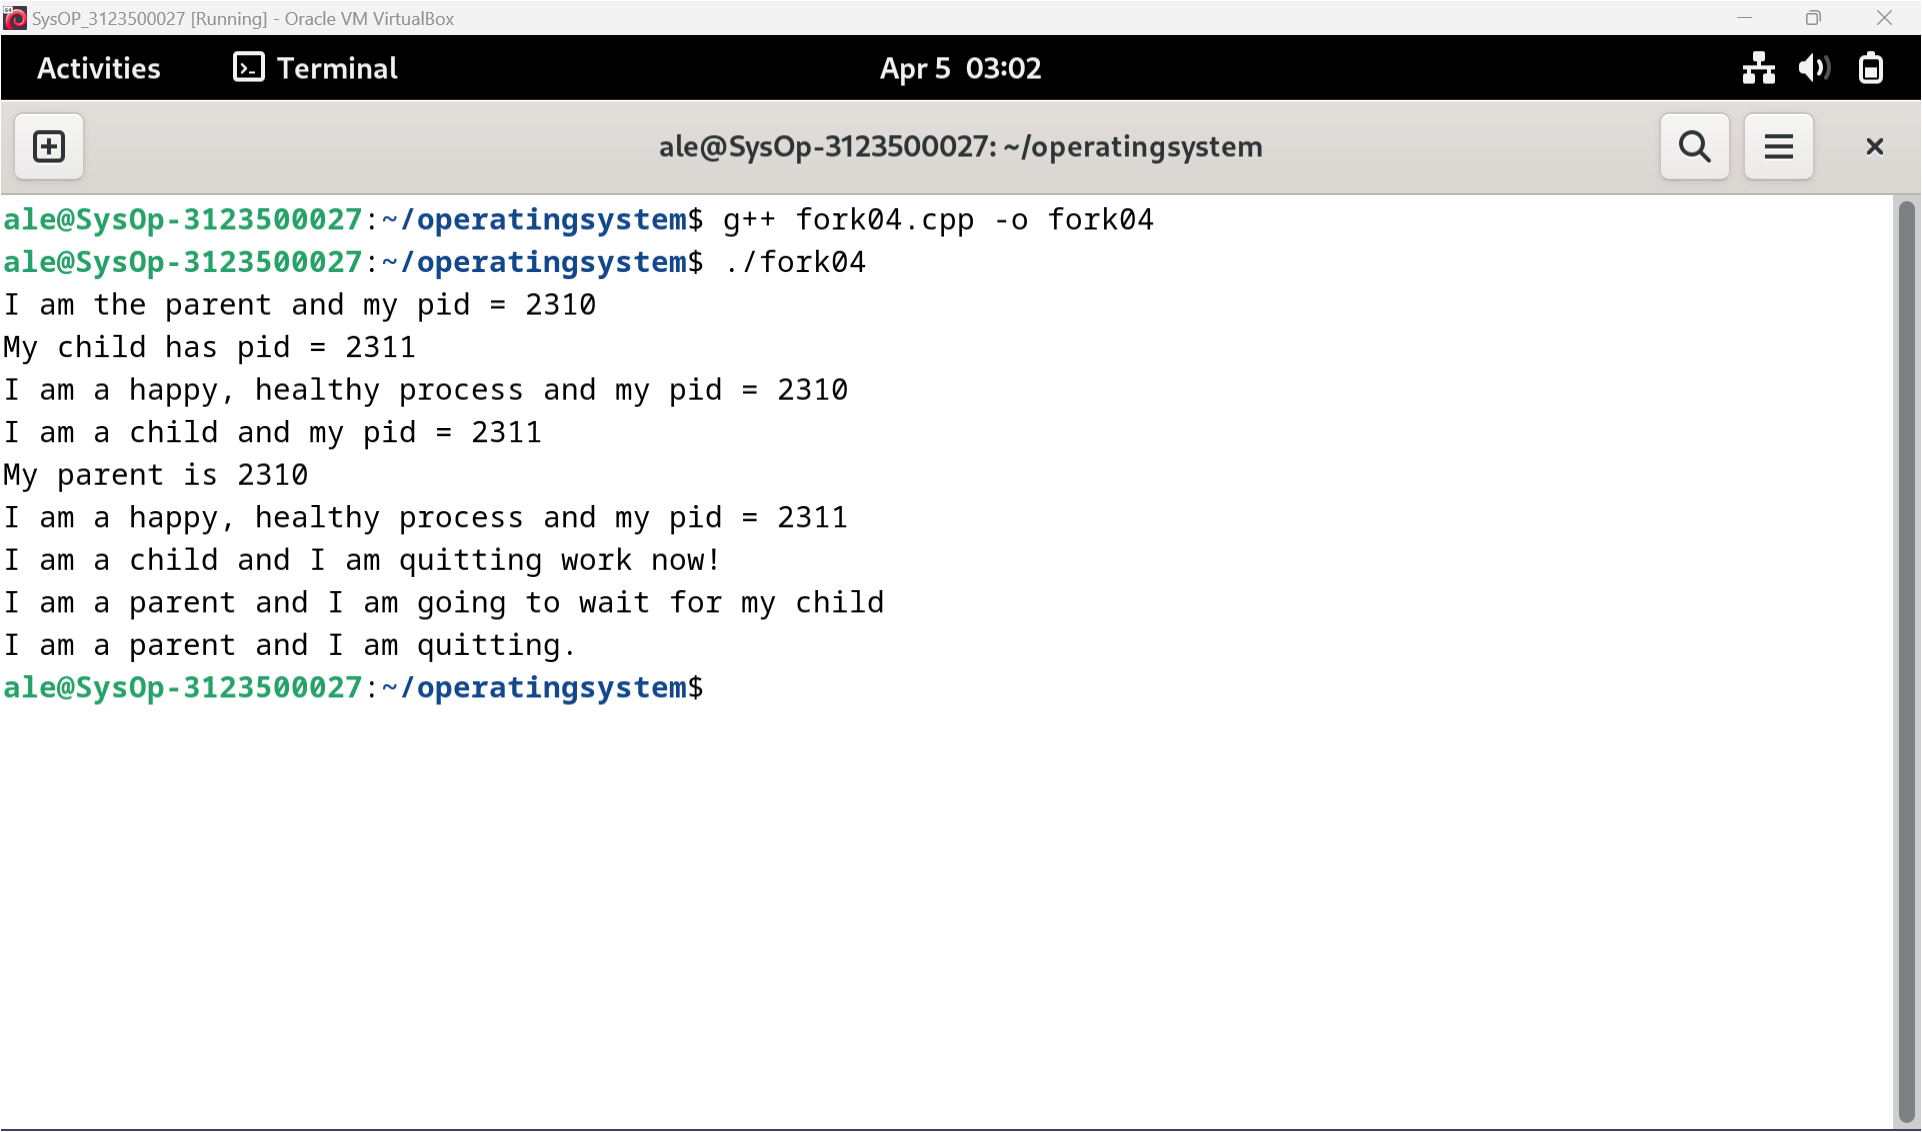 SysOP_3123500027 [Running] - Oracle VM VirtualBox
Activities Terminal Apr 5 03:02
ale@SysOp-3123500027: ~/operatingsystem
ale@SysOp-3123500027:~/operatingsystem$ g++ fork04.cpp -o fork04
ale@SysOp-3123500027:~/operatingsystem$ ./fork04
I am the parent and my pid = 2310
My child has pid = 2311
I am a happy, healthy process and my pid = 2310
I am a child and my pid = 2311
My parent is 2310
I am a happy, healthy process and my pid = 2311
I am a child and I am quitting work now!
I am a parent and I am going to wait for my child
I am a parent and I am quitting.
ale@SysOp-3123500027:~/operatingsystem$